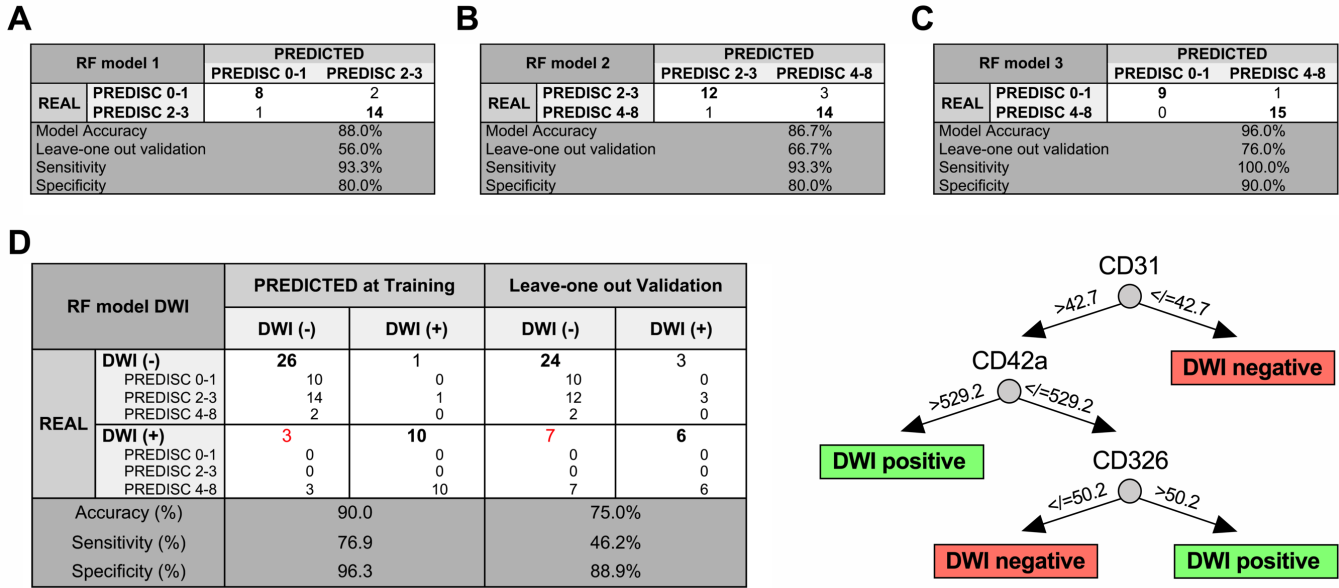 A
RF model 1
PREDICTED
PREDISC 0-1 PREDISC 2-3
REAL
PREDISC 0-1 8 2
PREDISC 2-3 1 14
Model Accuracy 88.0%
Leave-one out validation 56.0%
Sensitivity 93.3%
Specificity 80.0%
B
RF model 2
PREDICTED
PREDISC 2-3 PREDISC 4-8
REAL
PREDISC 2-3 12 3
PREDISC 4-8 1 14
Model Accuracy 86.7%
Leave-one out validation 66.7%
Sensitivity 93.3%
Specificity 80.0%
C
RF model 3
PREDICTED
PREDISC 0-1 PREDISC 4-8
REAL
PREDISC 0-1 9 1
PREDISC 4-8 0 15
Model Accuracy 96.0%
Leave-one out validation 76.0%
Sensitivity 100.0%
Specificity 90.0%
D
RF model DWI
PREDICTED at Training Leave-one out Validation
DWI (-) DWI (+) DWI (-) DWI (+)
REAL
DWI (-) 26 1 24 3
PREDISC 0-1 10 0 10 0
PREDISC 2-3 14 1 12 3
PREDISC 4-8 2 0 2 0
DWI (+) 3 10 7 6
PREDISC 0-1 0 0 0 0
PREDISC 2-3 0 0 0 0
PREDISC 4-8 3 10 7 6
Accuracy (%) 90.0 75.0%
Sensitivity (%) 76.9 46.2%
Specificity (%) 96.3 88.9%
CD31
>42.7 </=42.7
CD42a
DWI negative
>529.2 </=529.2
DWI positive
CD326
</=50.2 >50.2
DWI negative DWI positive